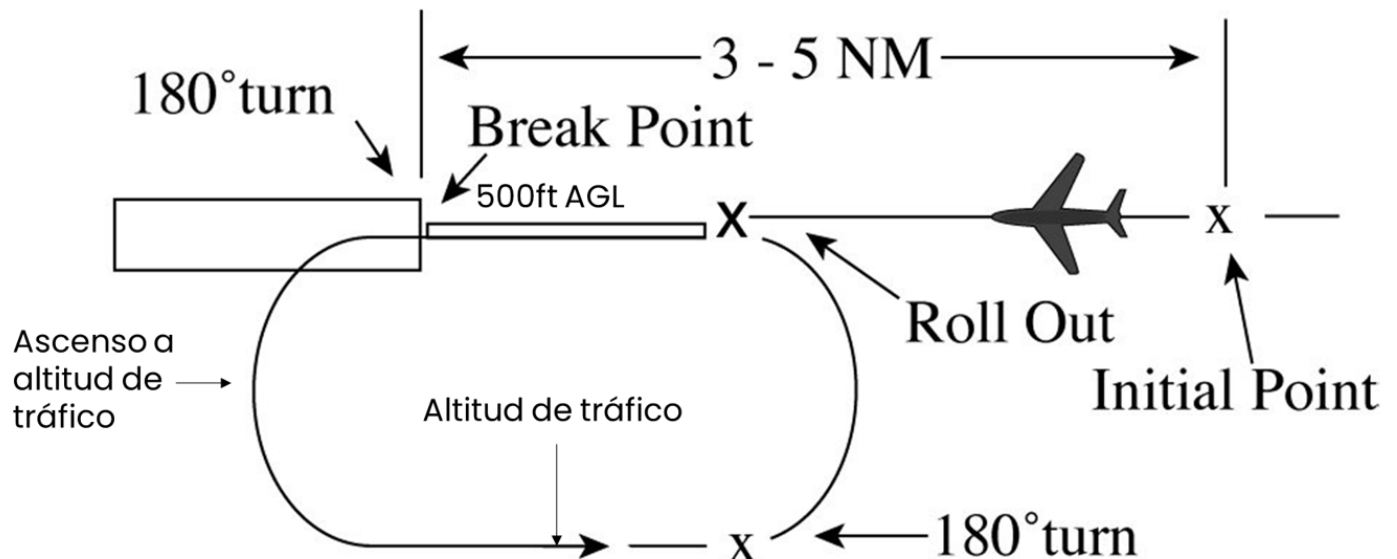 3 - 5 NM
180°turn
Break Point
500ft AGL
X
x
Roll Out
Initial Point
Ascenso a
altitud de
tráfico
Altitud de tráfico
x
180°turn